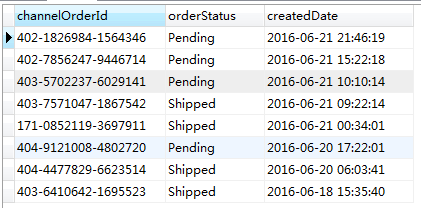 channelOrderId orderStatus createdDate
402-1826984-1564346 Pending 2016-06-21 21:46:19
402-7856247-9446714 Pending 2016-06-21 15:22:18
403-5702237-6029141 Pending 2016-06-21 10:10:14
403-7571047-1867542 Shipped 2016-06-21 09:22:14
171-0852119-3697911 Shipped 2016-06-21 00:34:01
404-9121008-4802720 Pending 2016-06-20 17:22:01
404-4477829-6623514 Shipped 2016-06-20 06:03:41
403-6410642-1695523 Shipped 2016-06-18 15:35:40